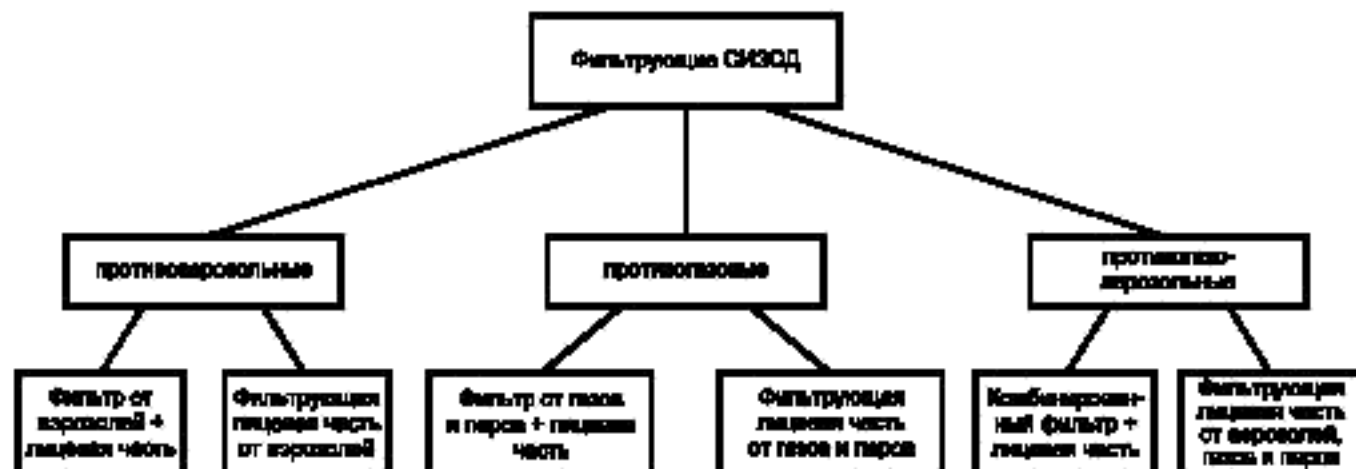 Фильтрующие СИЗОД
противоаэрозольные
противогазовые
противогазо-
аэрозольные
Фильтр от
аэрозолей +
лицевая часть
Фильтрующая
лицевая часть
от аэрозолей
Фильтр от газов
и паров + лицевая
часть
Фильтрующая
лицевая часть
от газов и паров
Комбинирован-
ный фильтр +
лицевая часть
Фильтрующая
лицевая часть
от аэрозолей,
газов и паров